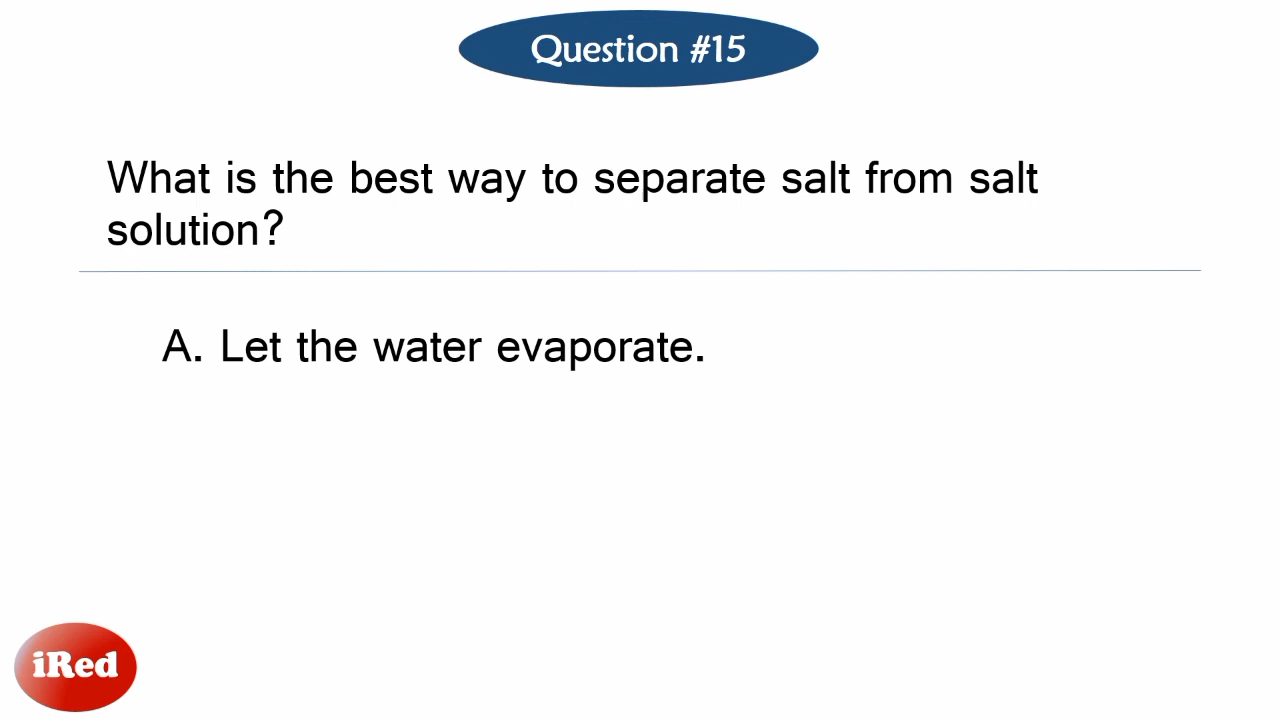 Question #15
What is the best way to separate salt from salt
solution?
A. Let the water evaporate.
iRed